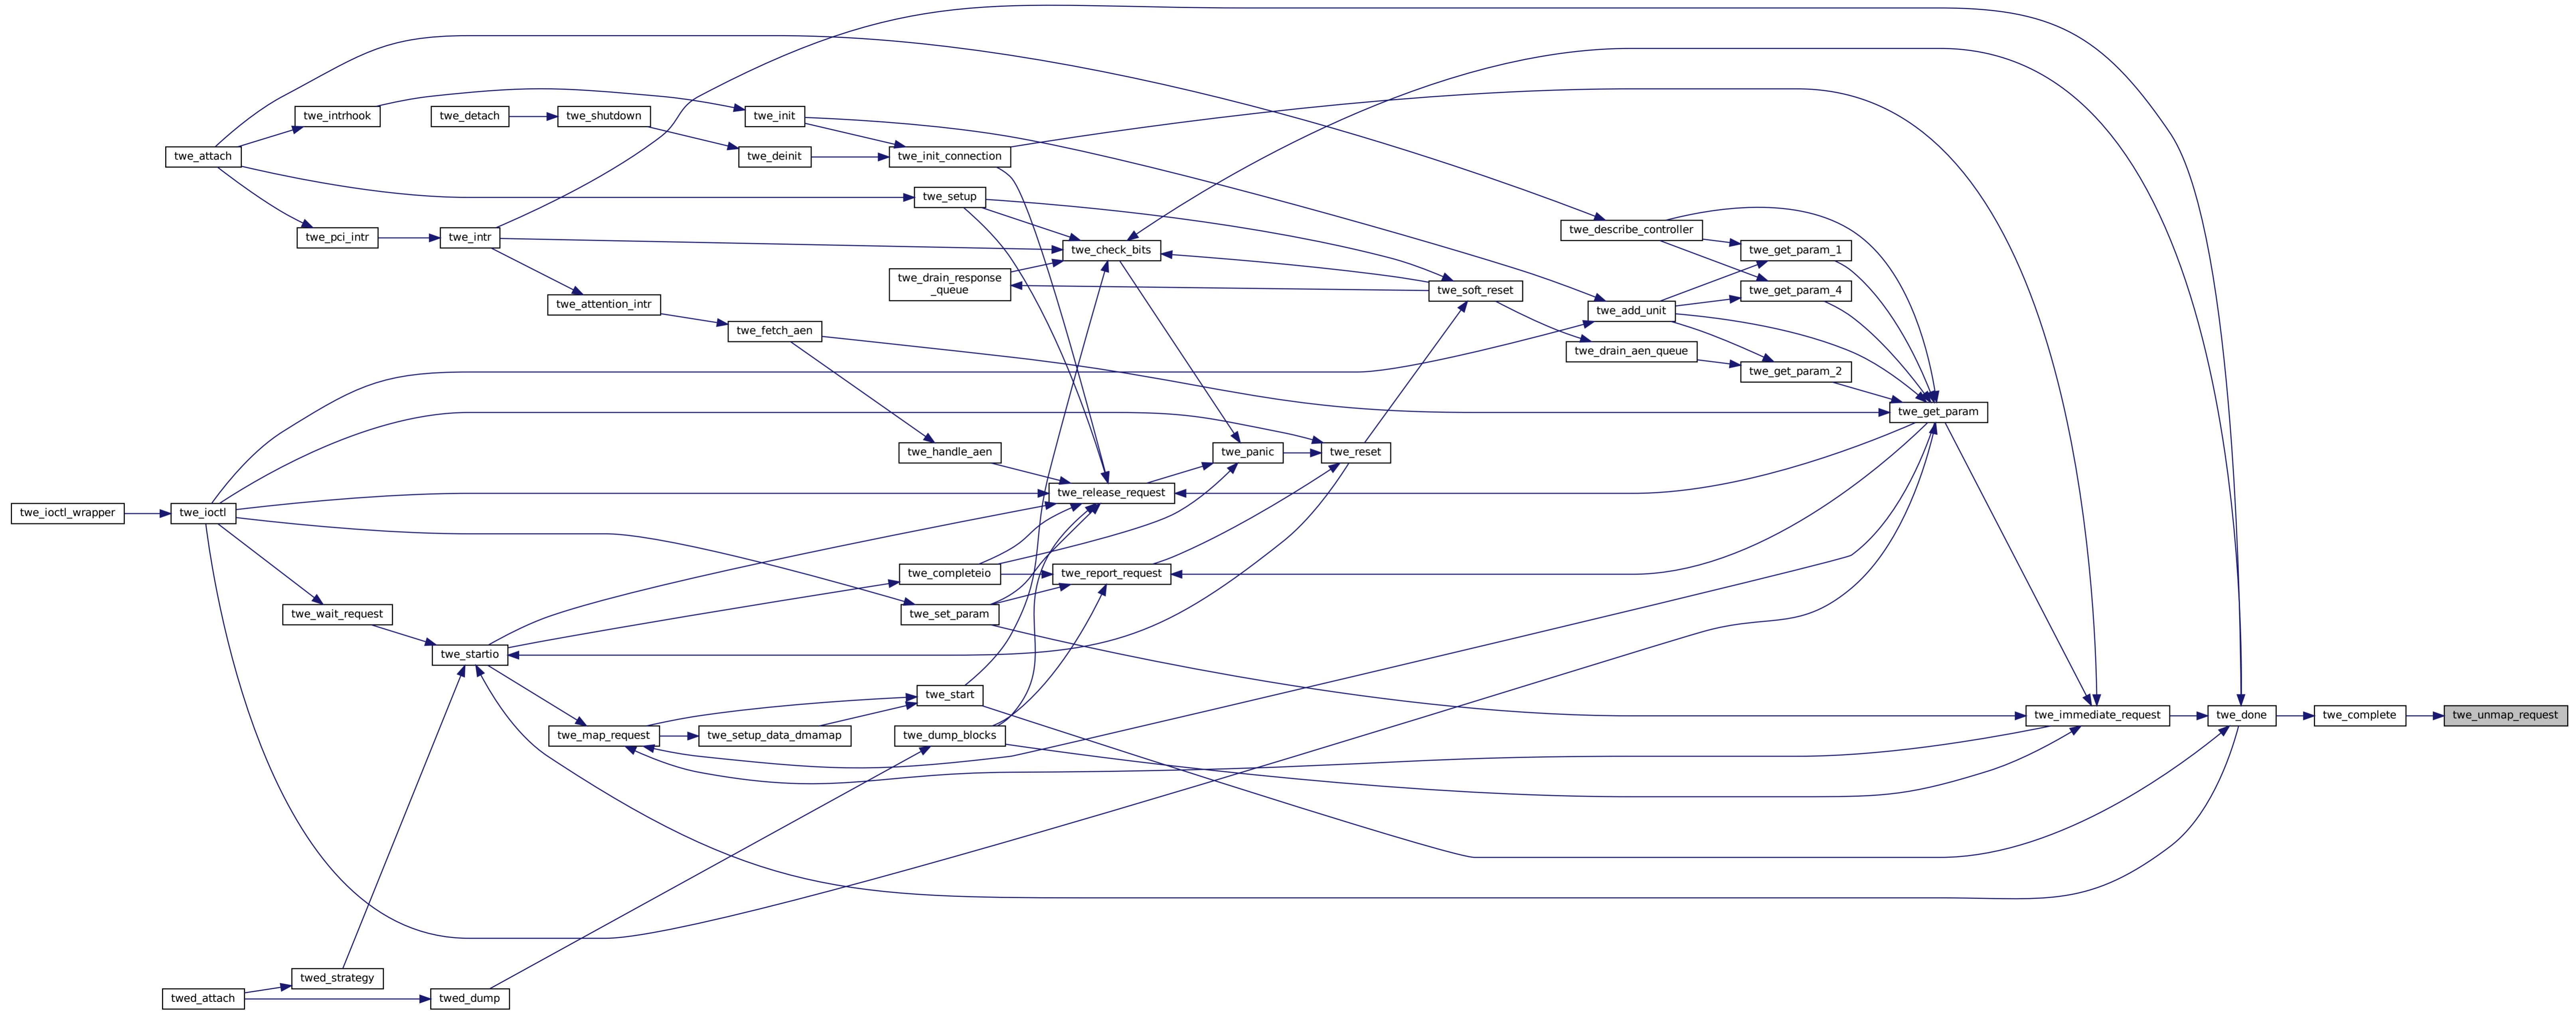 twe_intrhook
twe_detach
twe_shutdown
twe_init
twe_attach
twe_deinit
twe_init_connection
twe_setup
twe_describe_controller
twe_pci_intr
twe_intr
twe_check_bits
twe_get_param_1
twe_drain_response
_queue
twe_soft_reset
twe_get_param_4
twe_attention_intr
twe_add_unit
twe_fetch_aen
twe_drain_aen_queue
twe_get_param_2
twe_get_param
twe_handle_aen
twe_panic
twe_reset
twe_release_request
twe_ioctl_wrapper
twe_ioctl
twe_completeio
twe_report_request
twe_wait_request
twe_set_param
twe_startio
twe_start
twe_immediate_request
twe_done
twe_complete
twe_unmap_request
twe_map_request
twe_setup_data_dmamap
twe_dump_blocks
twed_strategy
twed_attach
twed_dump